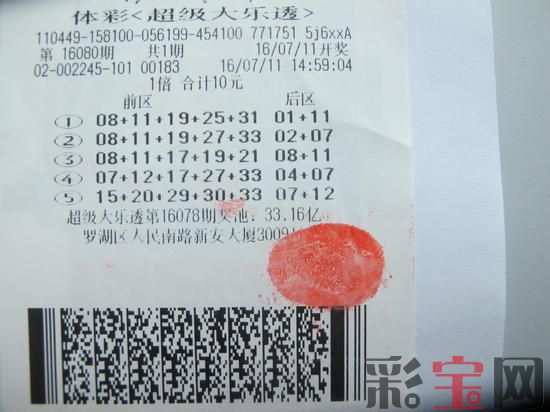 体彩<超级大乐透>
110449-158100-056199-454100 771751 5j6xxA
第 16080期 共1期 16/07/11开奖
02-002245-101 00183 16/07/11 14:59:04
1倍 合计10元
前区 后区
① 08+11+19+25+31 01+11
② 08+11+19+27+33 02+07
③ 08+11+17+19+21 08+11
④ 07+12+17+27+33 04+07
⑤ 15+20+29+30+33 07+12
超级大乐透第16078期奖池: 33.16亿
罗湖区人民南路新安大厦3009
彩宝网